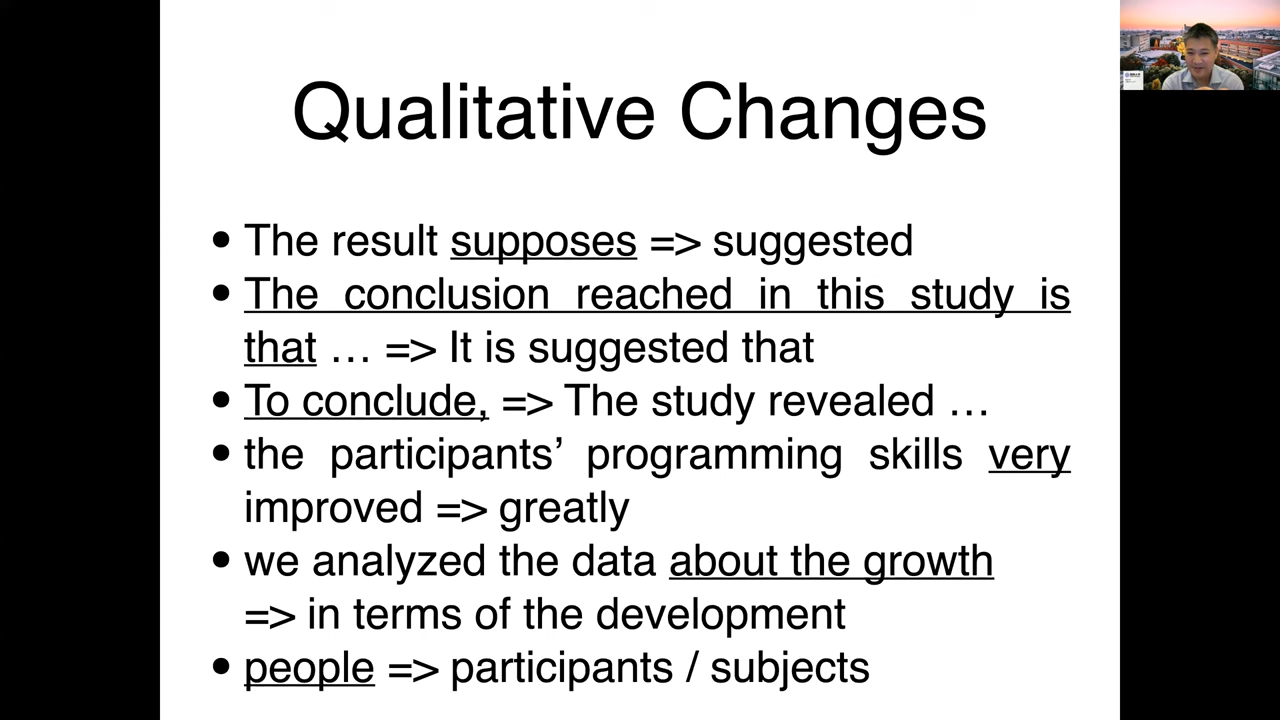 Qualitative Changes
• The result supposes => suggested
• The conclusion reached in this study is
that … => It is suggested that
• To conclude, => The study revealed …
• the participants’ programming skills very
improved => greatly
• we analyzed the data about the growth
=> in terms of the development
• people => participants / subjects